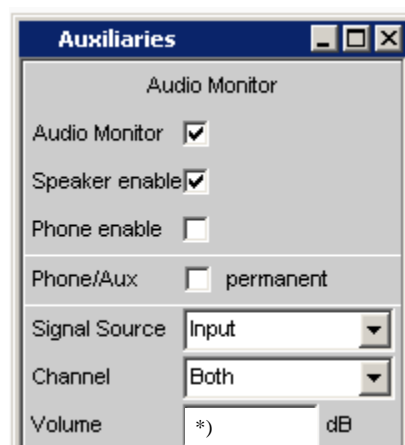 Auxiliaries
Audio Monitor
Audio Monitor
Speaker enable
Phone enable
Phone/Aux permanent
Signal Source Input
Channel Both
Volume *) dB